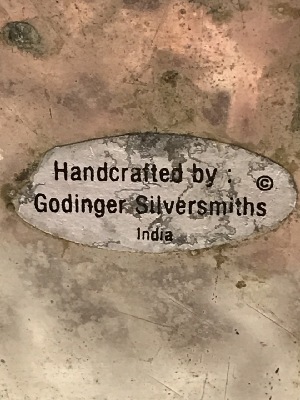 Handcrafted by :
Godinger Silversmiths ©
India